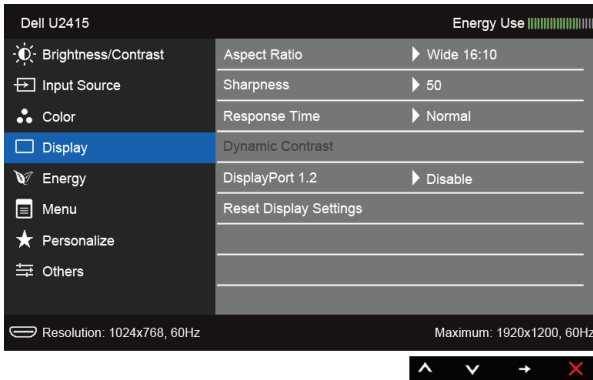 Dell U2415 Energy Use
Brightness/Contrast Aspect Ratio Wide 16:10
Input Source Sharpness 50
Color Response Time Normal
Display Dynamic Contrast
Energy DisplayPort 1.2 Disable
Menu Reset Display Settings
Personalize
Others
Resolution: 1024x768, 60Hz Maximum: 1920x1200, 60Hz